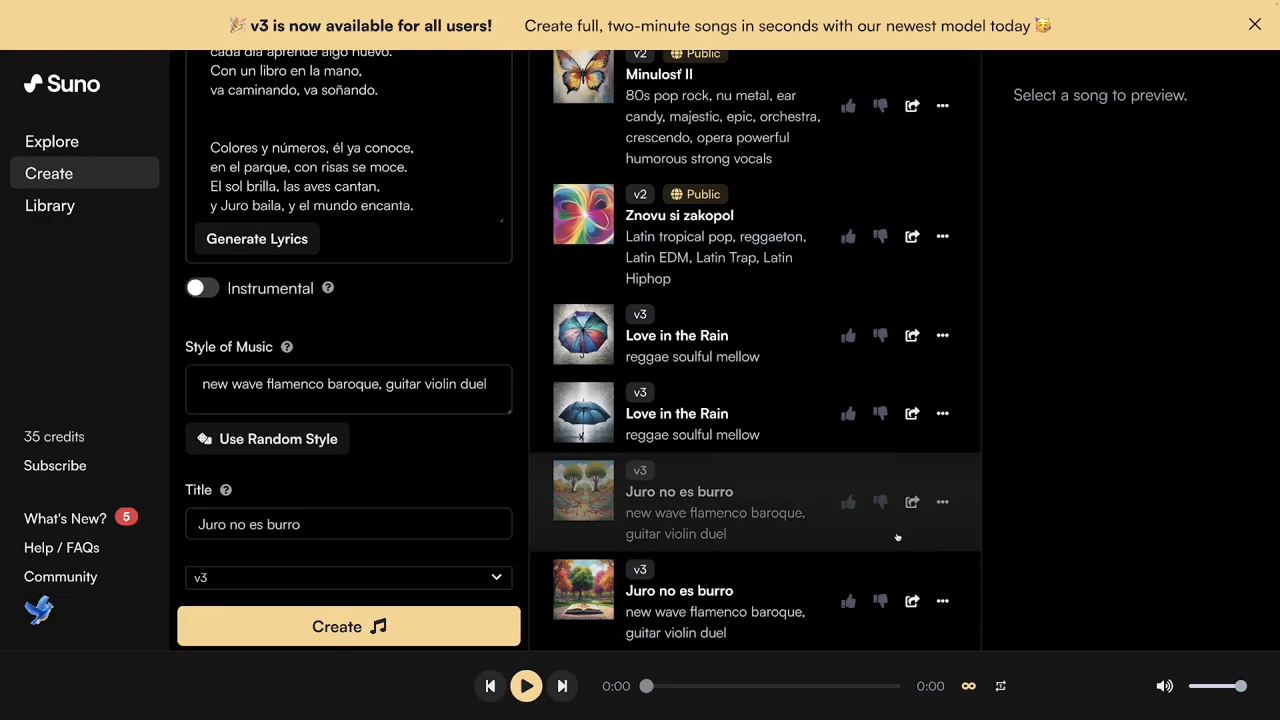 🎉 v3 is now available for all users! Create full, two-minute songs in seconds with our newest model today 🥳
Suno
Explore
Create
Library
35 credits
Subscribe
What's New? 5
Help / FAQs
Community
cada día aprende algo nuevo.
Con un libro en la mano,
va caminando, va soñando.
Colores y números, él ya conoce,
en el parque, con risas se moce.
El sol brilla, las aves cantan,
y Juro baila, y el mundo encanta.
Generate Lyrics
Instrumental
Style of Music
new wave flamenco baroque, guitar violin duel
Use Random Style
Title
Juro no es burro
v3
Create
v2 Public
Minulosť II
80s pop rock, nu metal, ear
candy, majestic, epic, orchestra,
crescendo, opera powerful
humorous strong vocals
v2 Public
Znovu si zakopol
Latin tropical pop, reggaeton,
Latin EDM, Latin Trap, Latin
Hiphop
v3
Love in the Rain
reggae soulful mellow
v3
Love in the Rain
reggae soulful mellow
v3
Juro no es burro
new wave flamenco baroque,
guitar violin duel
v3
Juro no es burro
new wave flamenco baroque,
guitar violin duel
Select a song to preview.
0:00 0:00